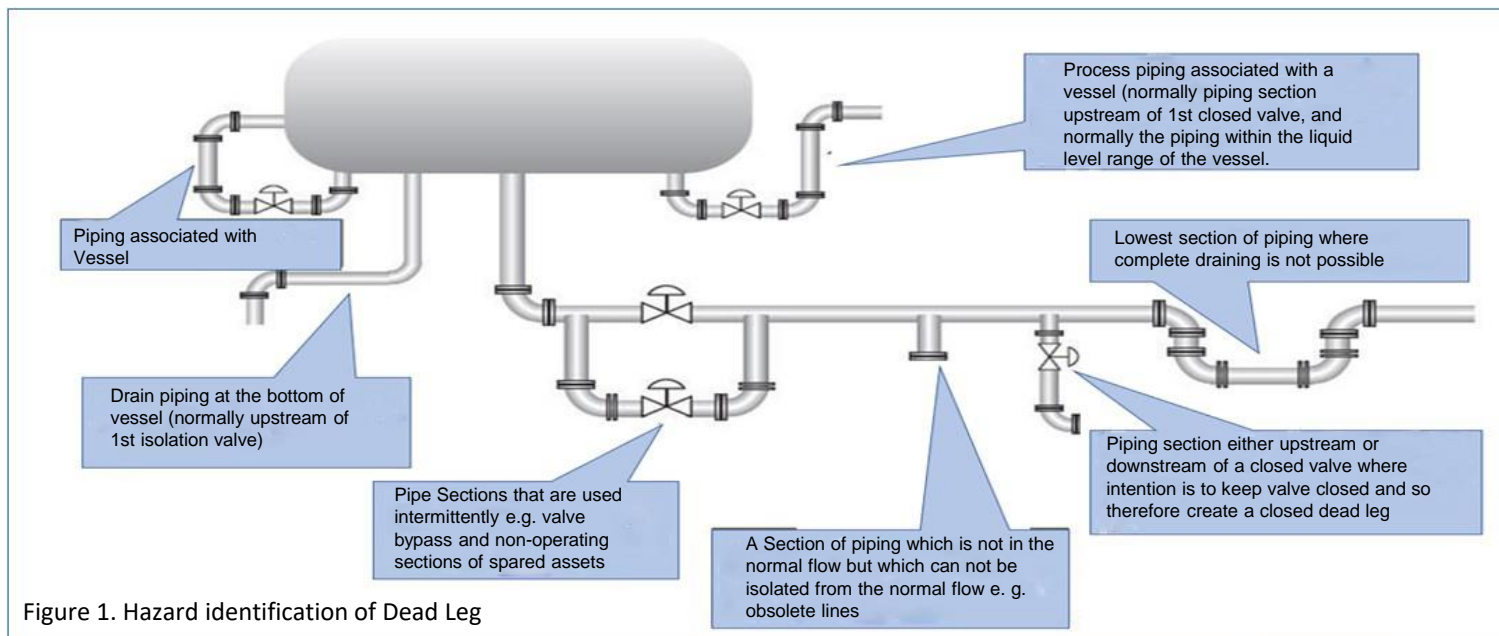 Process piping associated with a
vessel (normally piping section
upstream of 1st closed valve, and
normally the piping within the liquid
level range of the vessel.
Piping associated with
Vessel
Lowest section of piping where
complete draining is not possible
Drain piping at the bottom of
vessel (normally upstream of
1st isolation valve)
Pipe Sections that are used
intermittently e.g. valve
bypass and non-operating
sections of spared assets
A Section of piping which is not in the
normal flow but which can not be
isolated from the normal flow e. g.
obsolete lines
Piping section either upstream or
downstream of a closed valve where
intention is to keep valve closed and so
therefore create a closed dead leg
Figure 1. Hazard identification of Dead Leg